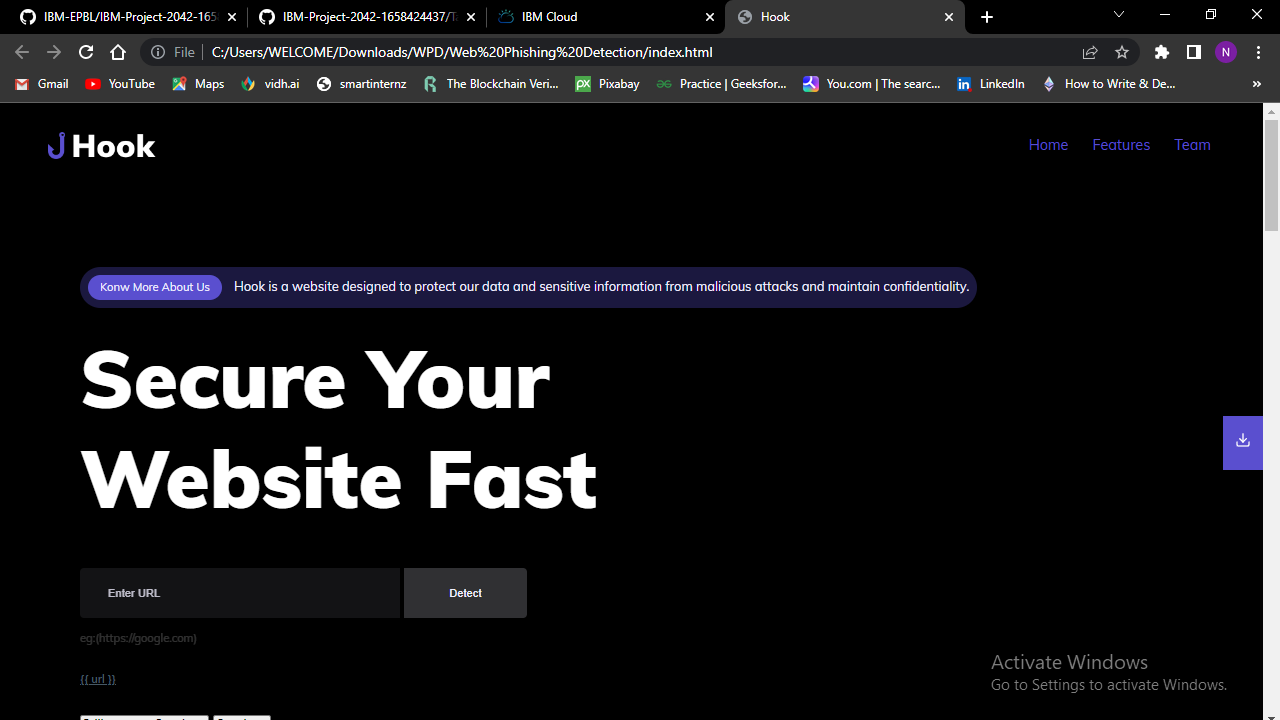 IBM-EPBL/IBM-Project-2042-1658
IBM-Project-2042-1658424437/Ta
IBM Cloud
Hook
File
C:/Users/WELCOME/Downloads/WPD/Web%20Phishing%20Detection/index.html
N
Gmail
YouTube
Maps
vidh.ai
smartinternz
The Blockchain Veri...
Pixabay
Practice | Geeksfor...
You.com | The searc...
LinkedIn
How to Write & De...
»
Hook
Home
Features
Team
Konw More About Us
Hook is a website designed to protect our data and sensitive information from malicious attacks and maintain confidentiality.
Secure Your
Website Fast
Enter URL
Detect
eg:(https://google.com)
{{ url }}
Activate Windows
Go to Settings to activate Windows.